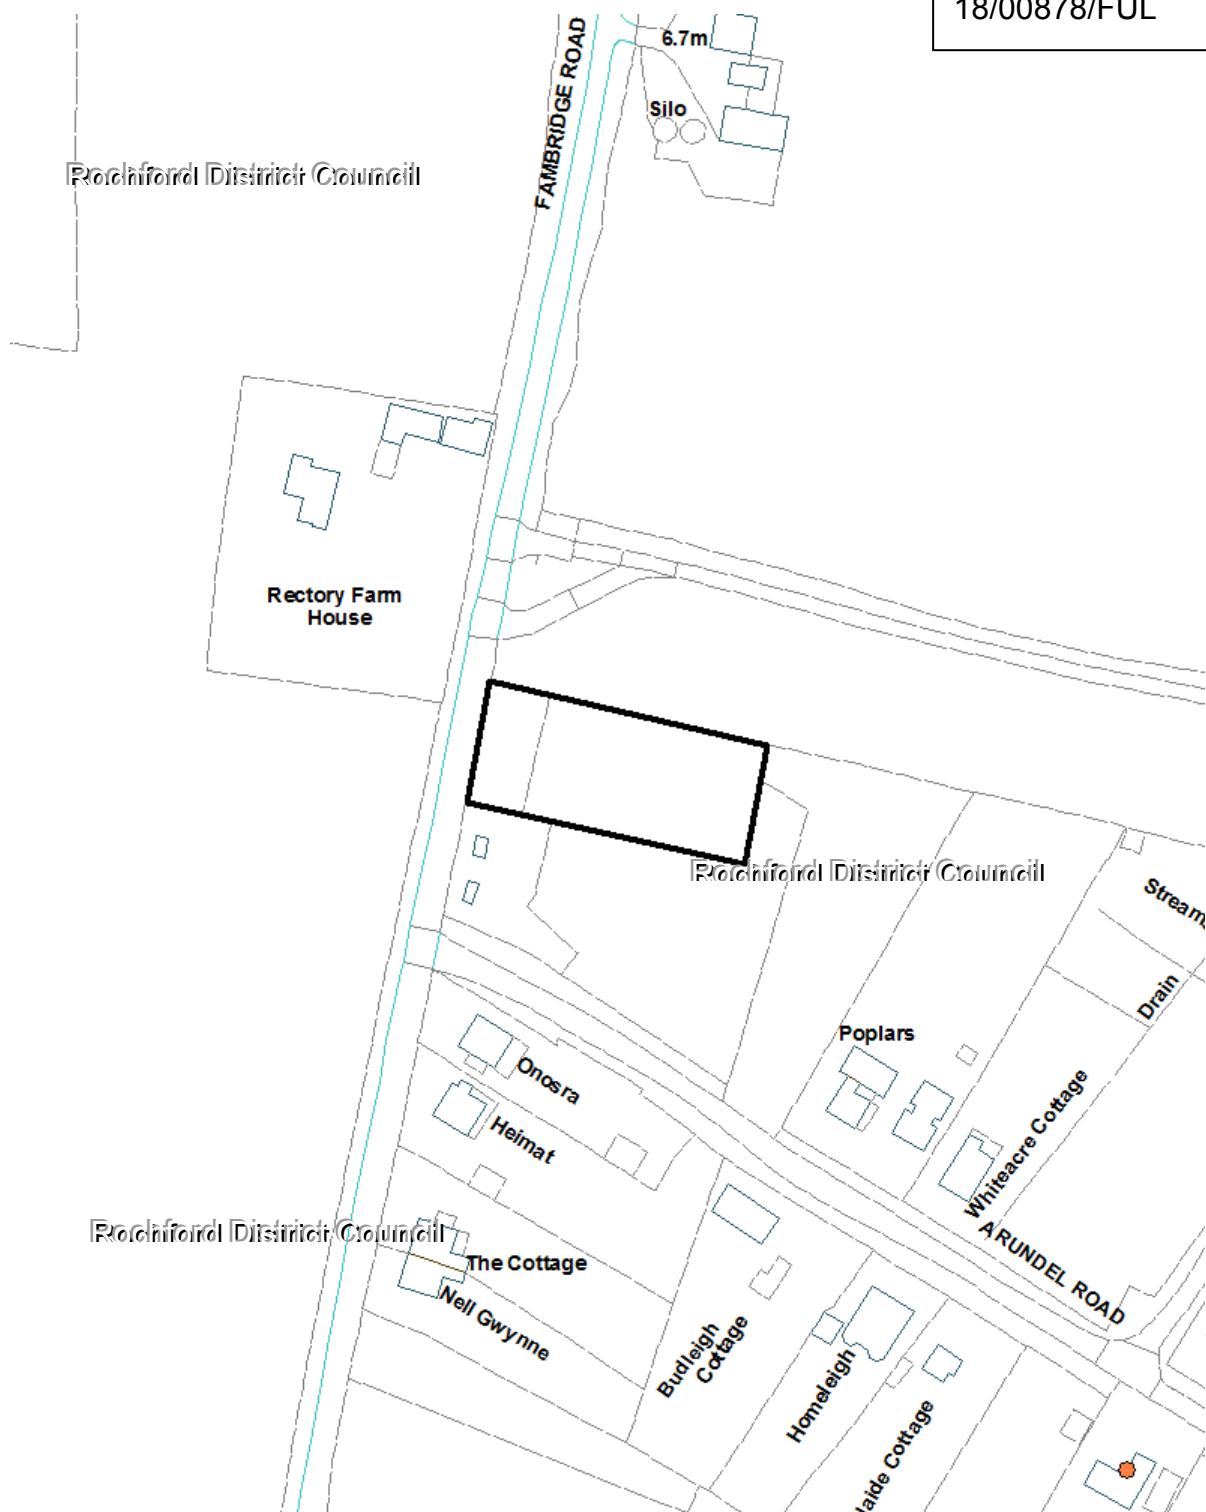 18/00878/FUL
6.7m
FAMBRIDGE ROAD
Silo
Rochford District Council
Rectory Farm
House
Rochford District Council
Stream
Drain
Poplars
Onosra
Heimat
Whiteacre Cottage
Rochford District Council
ARUNDEL ROAD
The Cottage
Nell Gwynne
Budleigh
Cottage
Homeleigh
Cottage